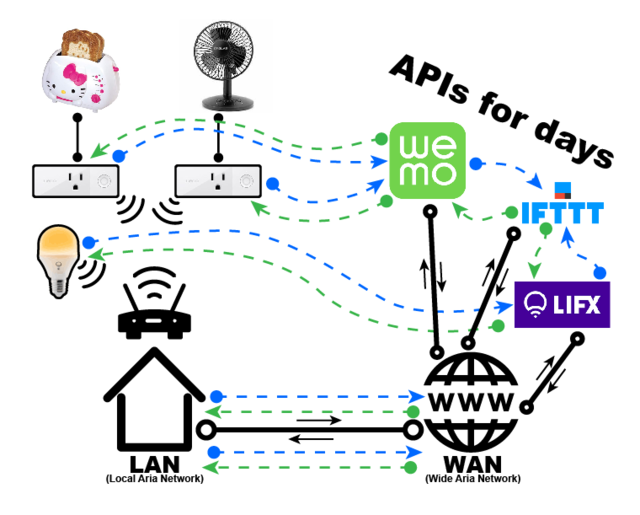 APIs for days
we
mo
IFTTT
LIFX
WWW
LAN
(Local Aria Network)
WAN
(Wide Aria Network)